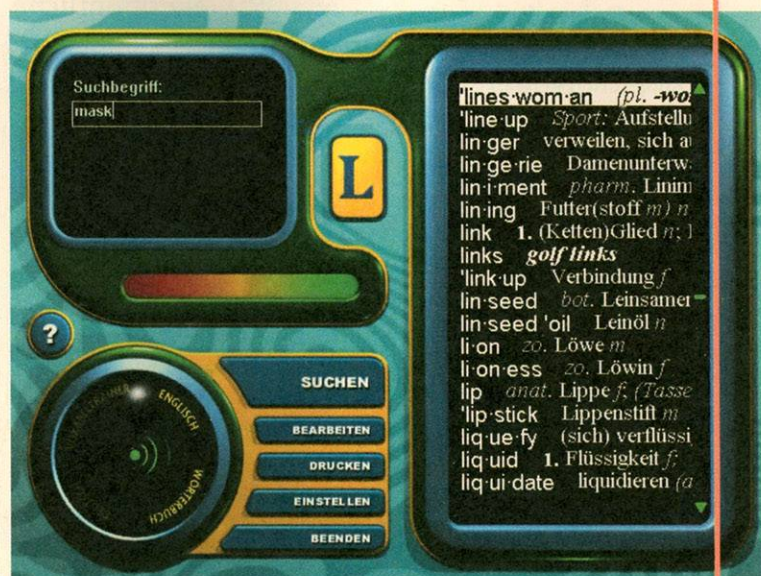 Suchbegriff:
mask
L
?
ENGLISCH
WÖRTERBUCH
SUCHEN
BEARBEITEN
DRUCKEN
EINSTELLEN
BEENDEN
'lines·wom·an (pl. -wo
'line·up Sport: Aufstellu
lin·ger verweilen, sich a
lin·ge·rie Damenunterw
lin·i·ment pharm. Linim
lin·ing Futter(stoff m) n
link 1. (Ketten)Glied n;
links golf links
'link·up Verbindung f
lin·seed bot. Leinsamen
lin·seed 'oil Leinöl n
li·on zo. Löwe m
li·on·ess zo. Löwin f
lip anat. Lippe f; (Tasse
'lip·stick Lippenstift m
liq·ue·fy (sich) verflüssi
liq·uid 1. Flüssigkeit f;
liq·ui·date liquidieren (a